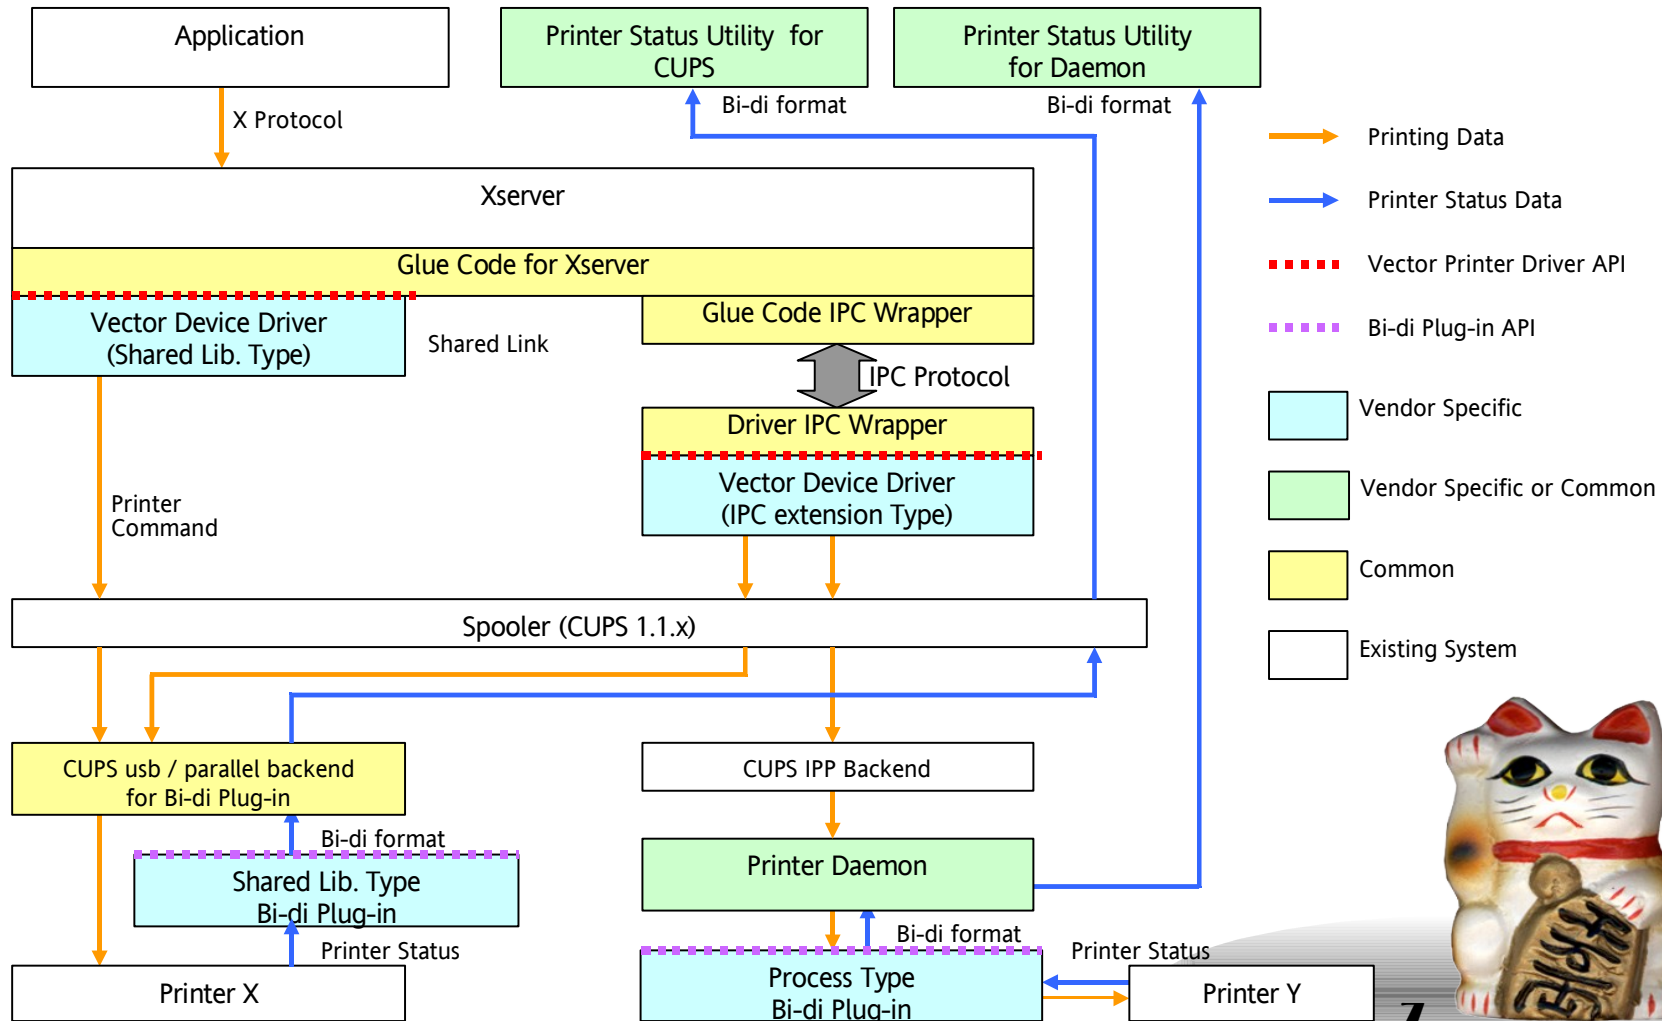 Application
Printer Status Utility for
CUPS
Printer Status Utility
for Daemon
Bi-di format
Bi-di format
X Protocol
Printing Data
Printer Status Data
Vector Printer Driver API
Bi-di Plug-in API
Vendor Specific
Vendor Specific or Common
Common
Existing System
Xserver
Glue Code for Xserver
Vector Device Driver
(Shared Lib. Type)
Shared Link
Glue Code IPC Wrapper
IPC Protocol
Driver IPC Wrapper
Vector Device Driver
(IPC extension Type)
Printer
Command
Spooler (CUPS 1.1.x)
CUPS usb / parallel backend
for Bi-di Plug-in
CUPS IPP Backend
Bi-di format
Shared Lib. Type
Bi-di Plug-in
Printer Daemon
Bi-di format
Printer Status
Printer Status
Printer X
Process Type
Bi-di Plug-in
Printer Y
7